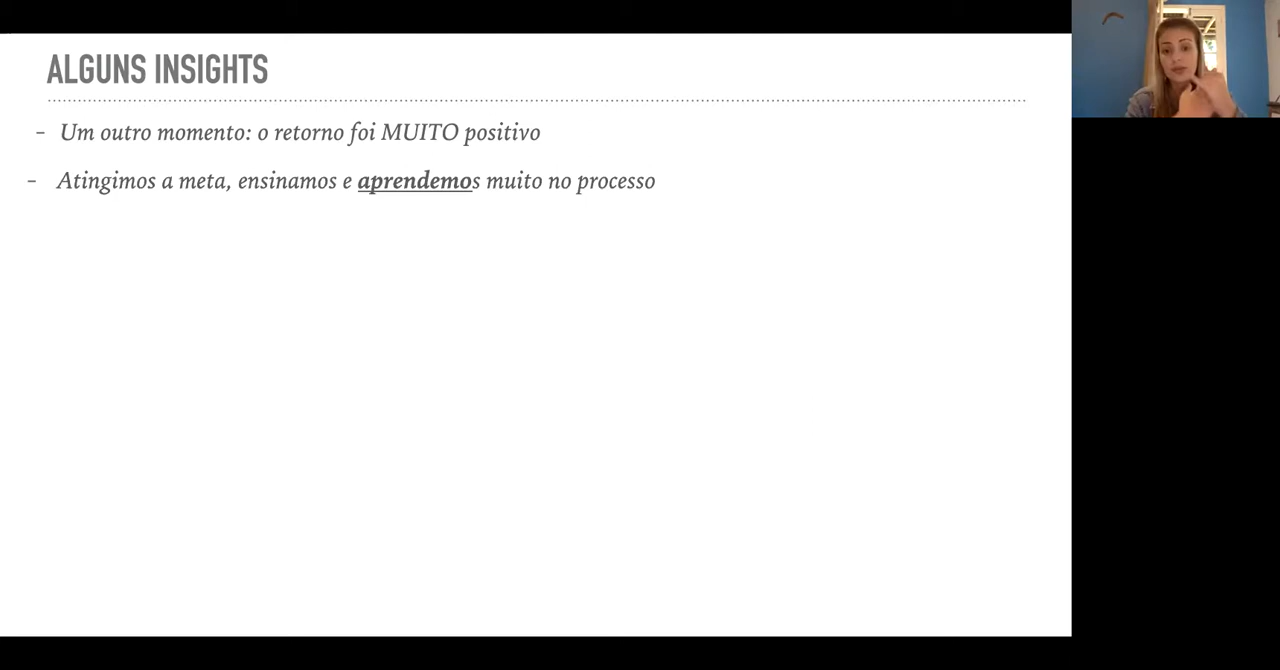 ALGUNS INSIGHTS
- Um outro momento: o retorno foi MUITO positivo
- Atingimos a meta, ensinamos e aprendemos muito no processo